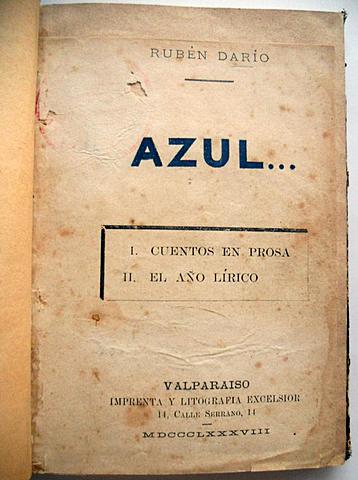 RUBÉN DARÍO
AZUL...
I. CUENTOS EN PROSA
II. EL AÑO LÍRICO
VALPARAISO
IMPRENTA Y LITOGRAFIA EXCELSIOR
14, CALLE SERRANO, 14
MDCCCLXXXVIII